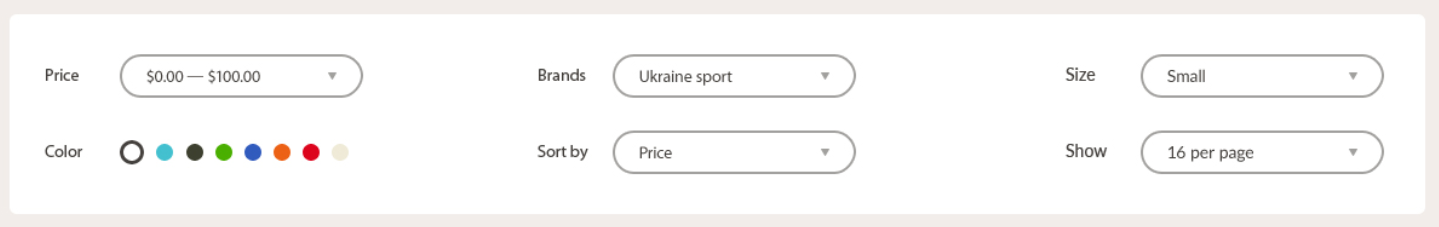 Price $0.00 — $100.00 Brands Ukraine sport Size Small
Color Sort by Price Show 16 per page